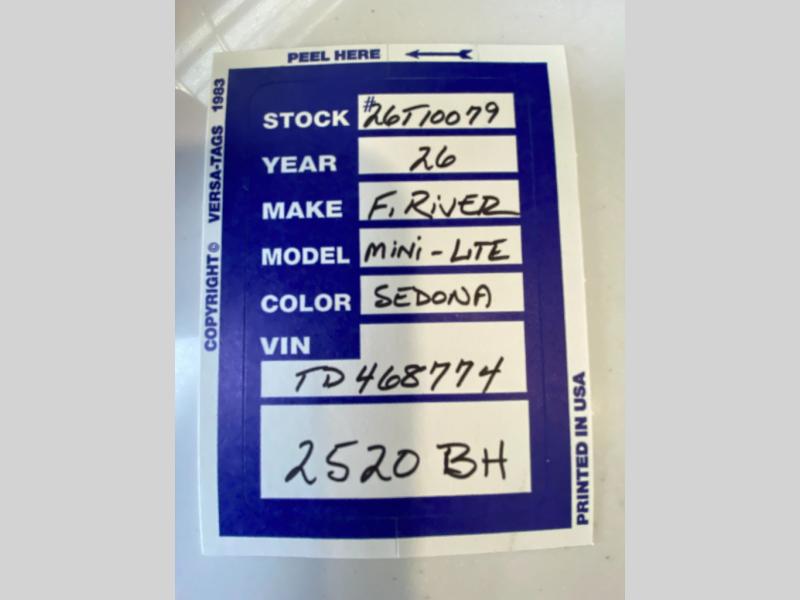 PEEL HERE
COPYRIGHT © VERSA-TAGS 1983
STOCK #26T10079
YEAR 26
MAKE F. RIVER
MODEL MINI-LITE
COLOR SEDONA
VIN
TD468774
2520 BH
PRINTED IN USA